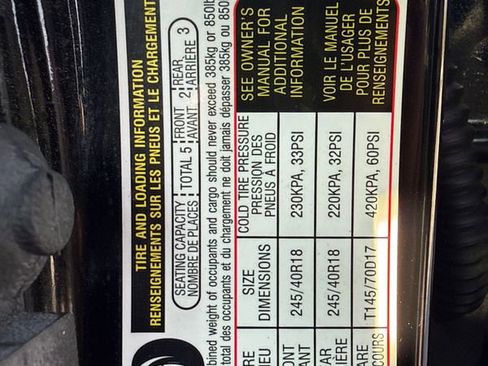 TIRE AND LOADING INFORMATION
RENSEIGNEMENTS SUR LES PNEUS ET LE CHARGEMENT
SEATING CAPACITY
NOMBRE DE PLACES
TOTAL 5
FRONT
AVANT 2
REAR
ARRIÈRE 3
bined weight of occupants and cargo should never exceed 385kg or 850lb
total des occupants et du chargement ne doit jamais dépasser 385kg ou 850
SIZE
DIMENSIONS
COLD TIRE PRESSURE
PRESSION DES
PNEUS A FROID
SEE OWNER'S
MANUAL FOR
ADDITIONAL
INFORMATION
245/40R18
230KPA, 33PSI
245/40R18
220KPA, 32PSI
VOIR LE MANUEL
DE L'USAGER
POUR PLUS DE
RENSEIGNEMENTS
T145/70D17
420KPA, 60PSI